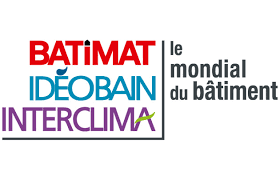 BATIMAT
IDÉOBAIN
INTERCLIMA
le
mondial
du bâtiment